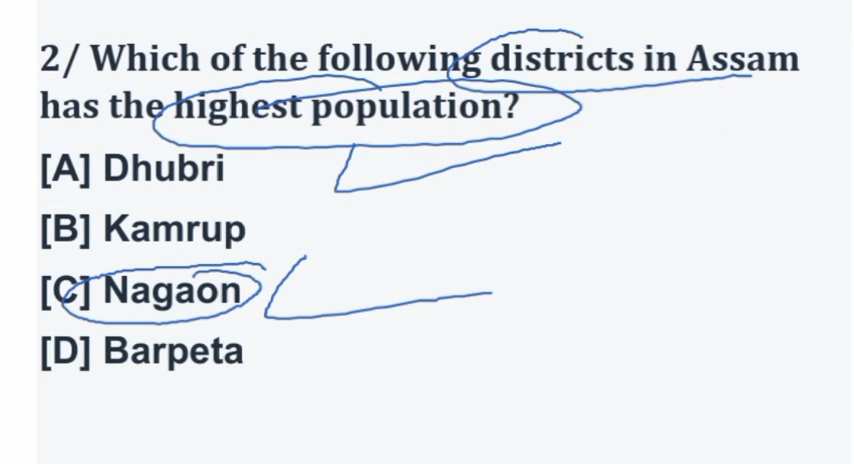 2/ Which of the following districts in Assam
has the highest population?
[A] Dhubri
[B] Kamrup
[C] Nagaon
[D] Barpeta